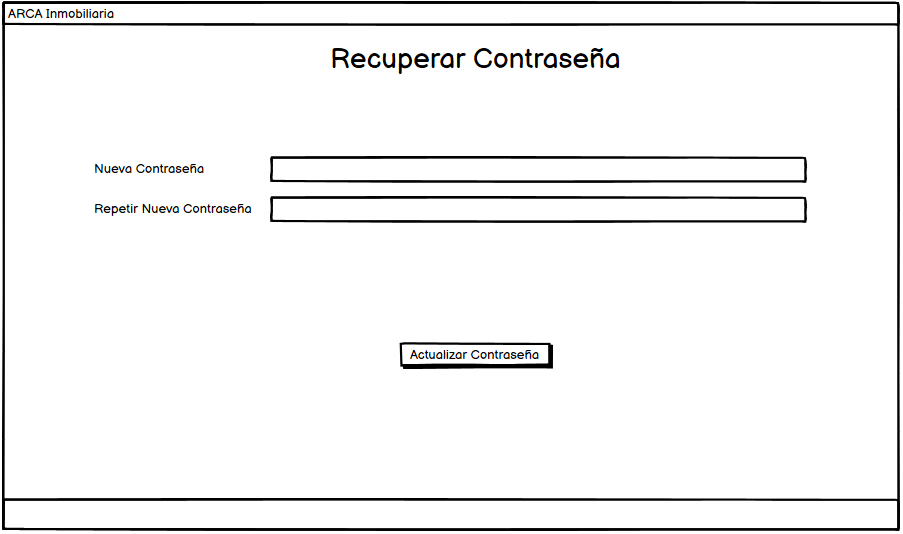 ARCA Inmobiliaria
Recuperar Contraseña
Nueva Contraseña
Repetir Nueva Contraseña
Actualizar Contraseña